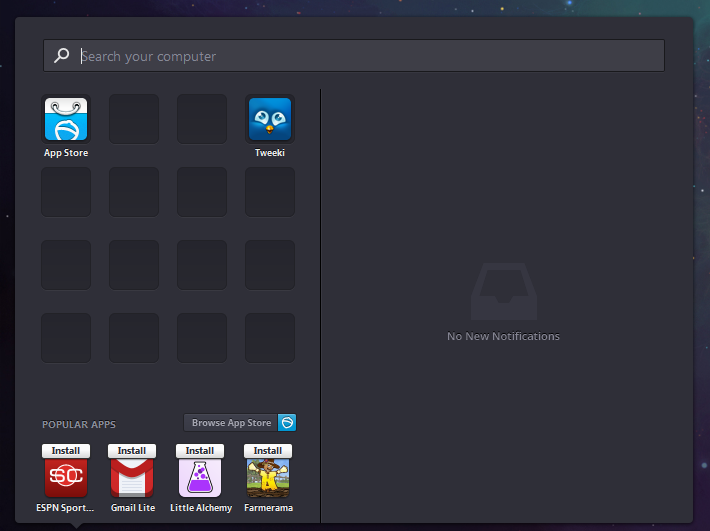 Search your computer
App Store
Tweeki
No New Notifications
POPULAR APPS
Browse App Store
Install Install Install Install
SC
ESPN Sport... Gmail Lite Little Alchemy Farmerama